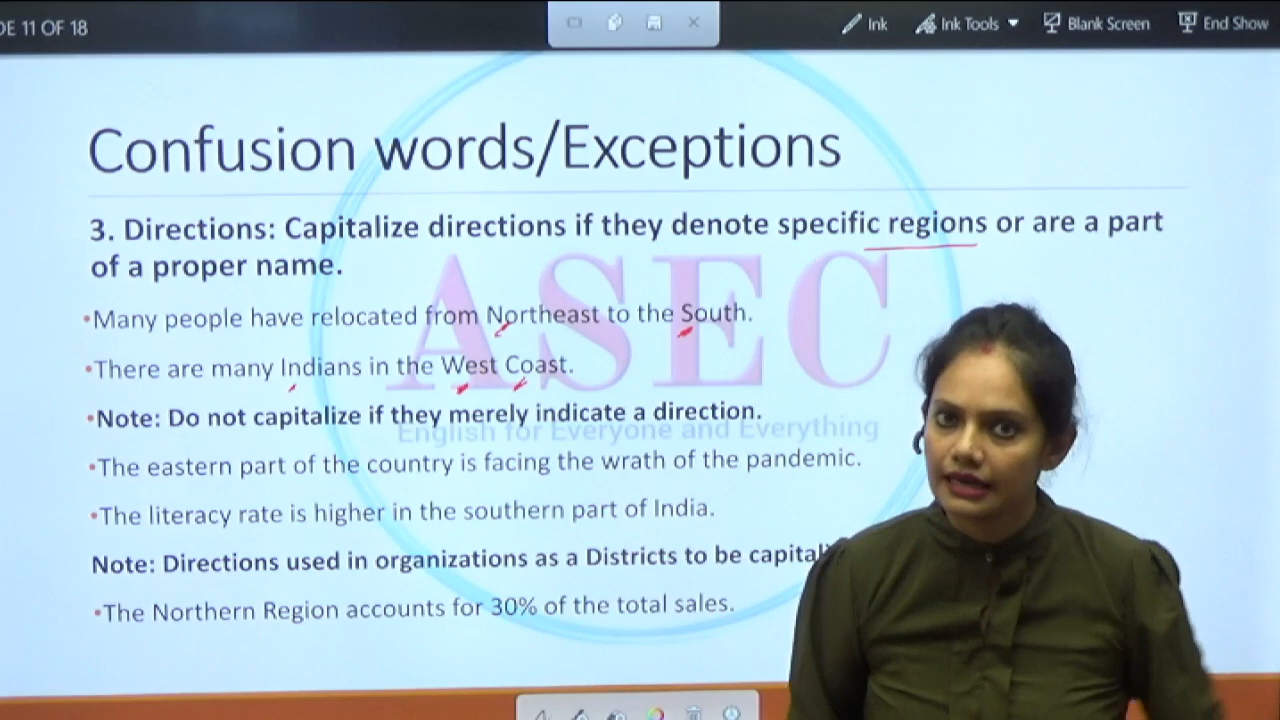 DE 11 OF 18
Ink
Ink Tools
Blank Screen
End Show
Confusion words/Exceptions
3. Directions: Capitalize directions if they denote specific regions or are a part
of a proper name.
•Many people have relocated from Northeast to the South.
•There are many Indians in the West Coast.
•Note: Do not capitalize if they merely indicate a direction.
•The eastern part of the country is facing the wrath of the pandemic.
•The literacy rate is higher in the southern part of India.
Note: Directions used in organizations as a Districts to be capitali
•The Northern Region accounts for 30% of the total sales.
ASEC
English for Everyone and Everything